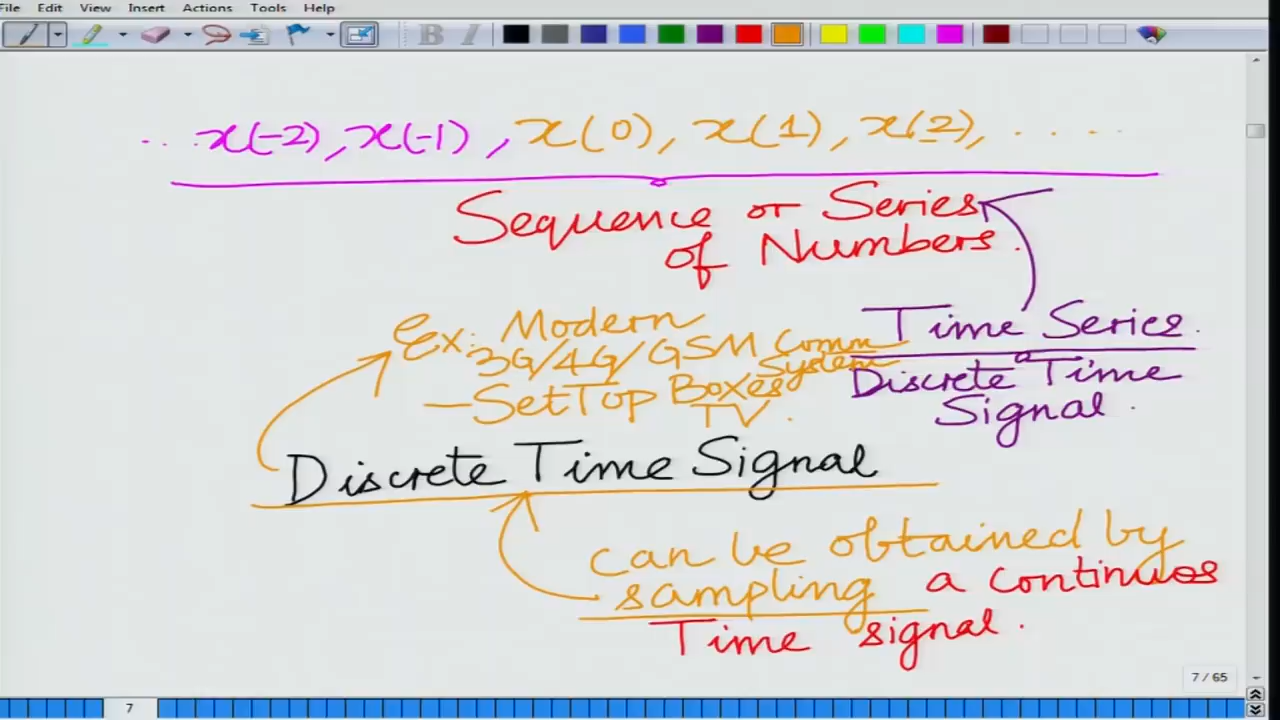 File Edit View Insert Actions Tools Help
... x(-2), x(-1), x(0), x(1), x(2), ....
Sequence or Series
of Numbers.
Ex: Modern
3G/4G/GSM Comm
System
-SetTop Boxes
TV.
Time Series.
Discrete Time
Signal.
Discrete Time Signal
can be obtained by
sampling a continuos
Time signal.
7 / 65
7